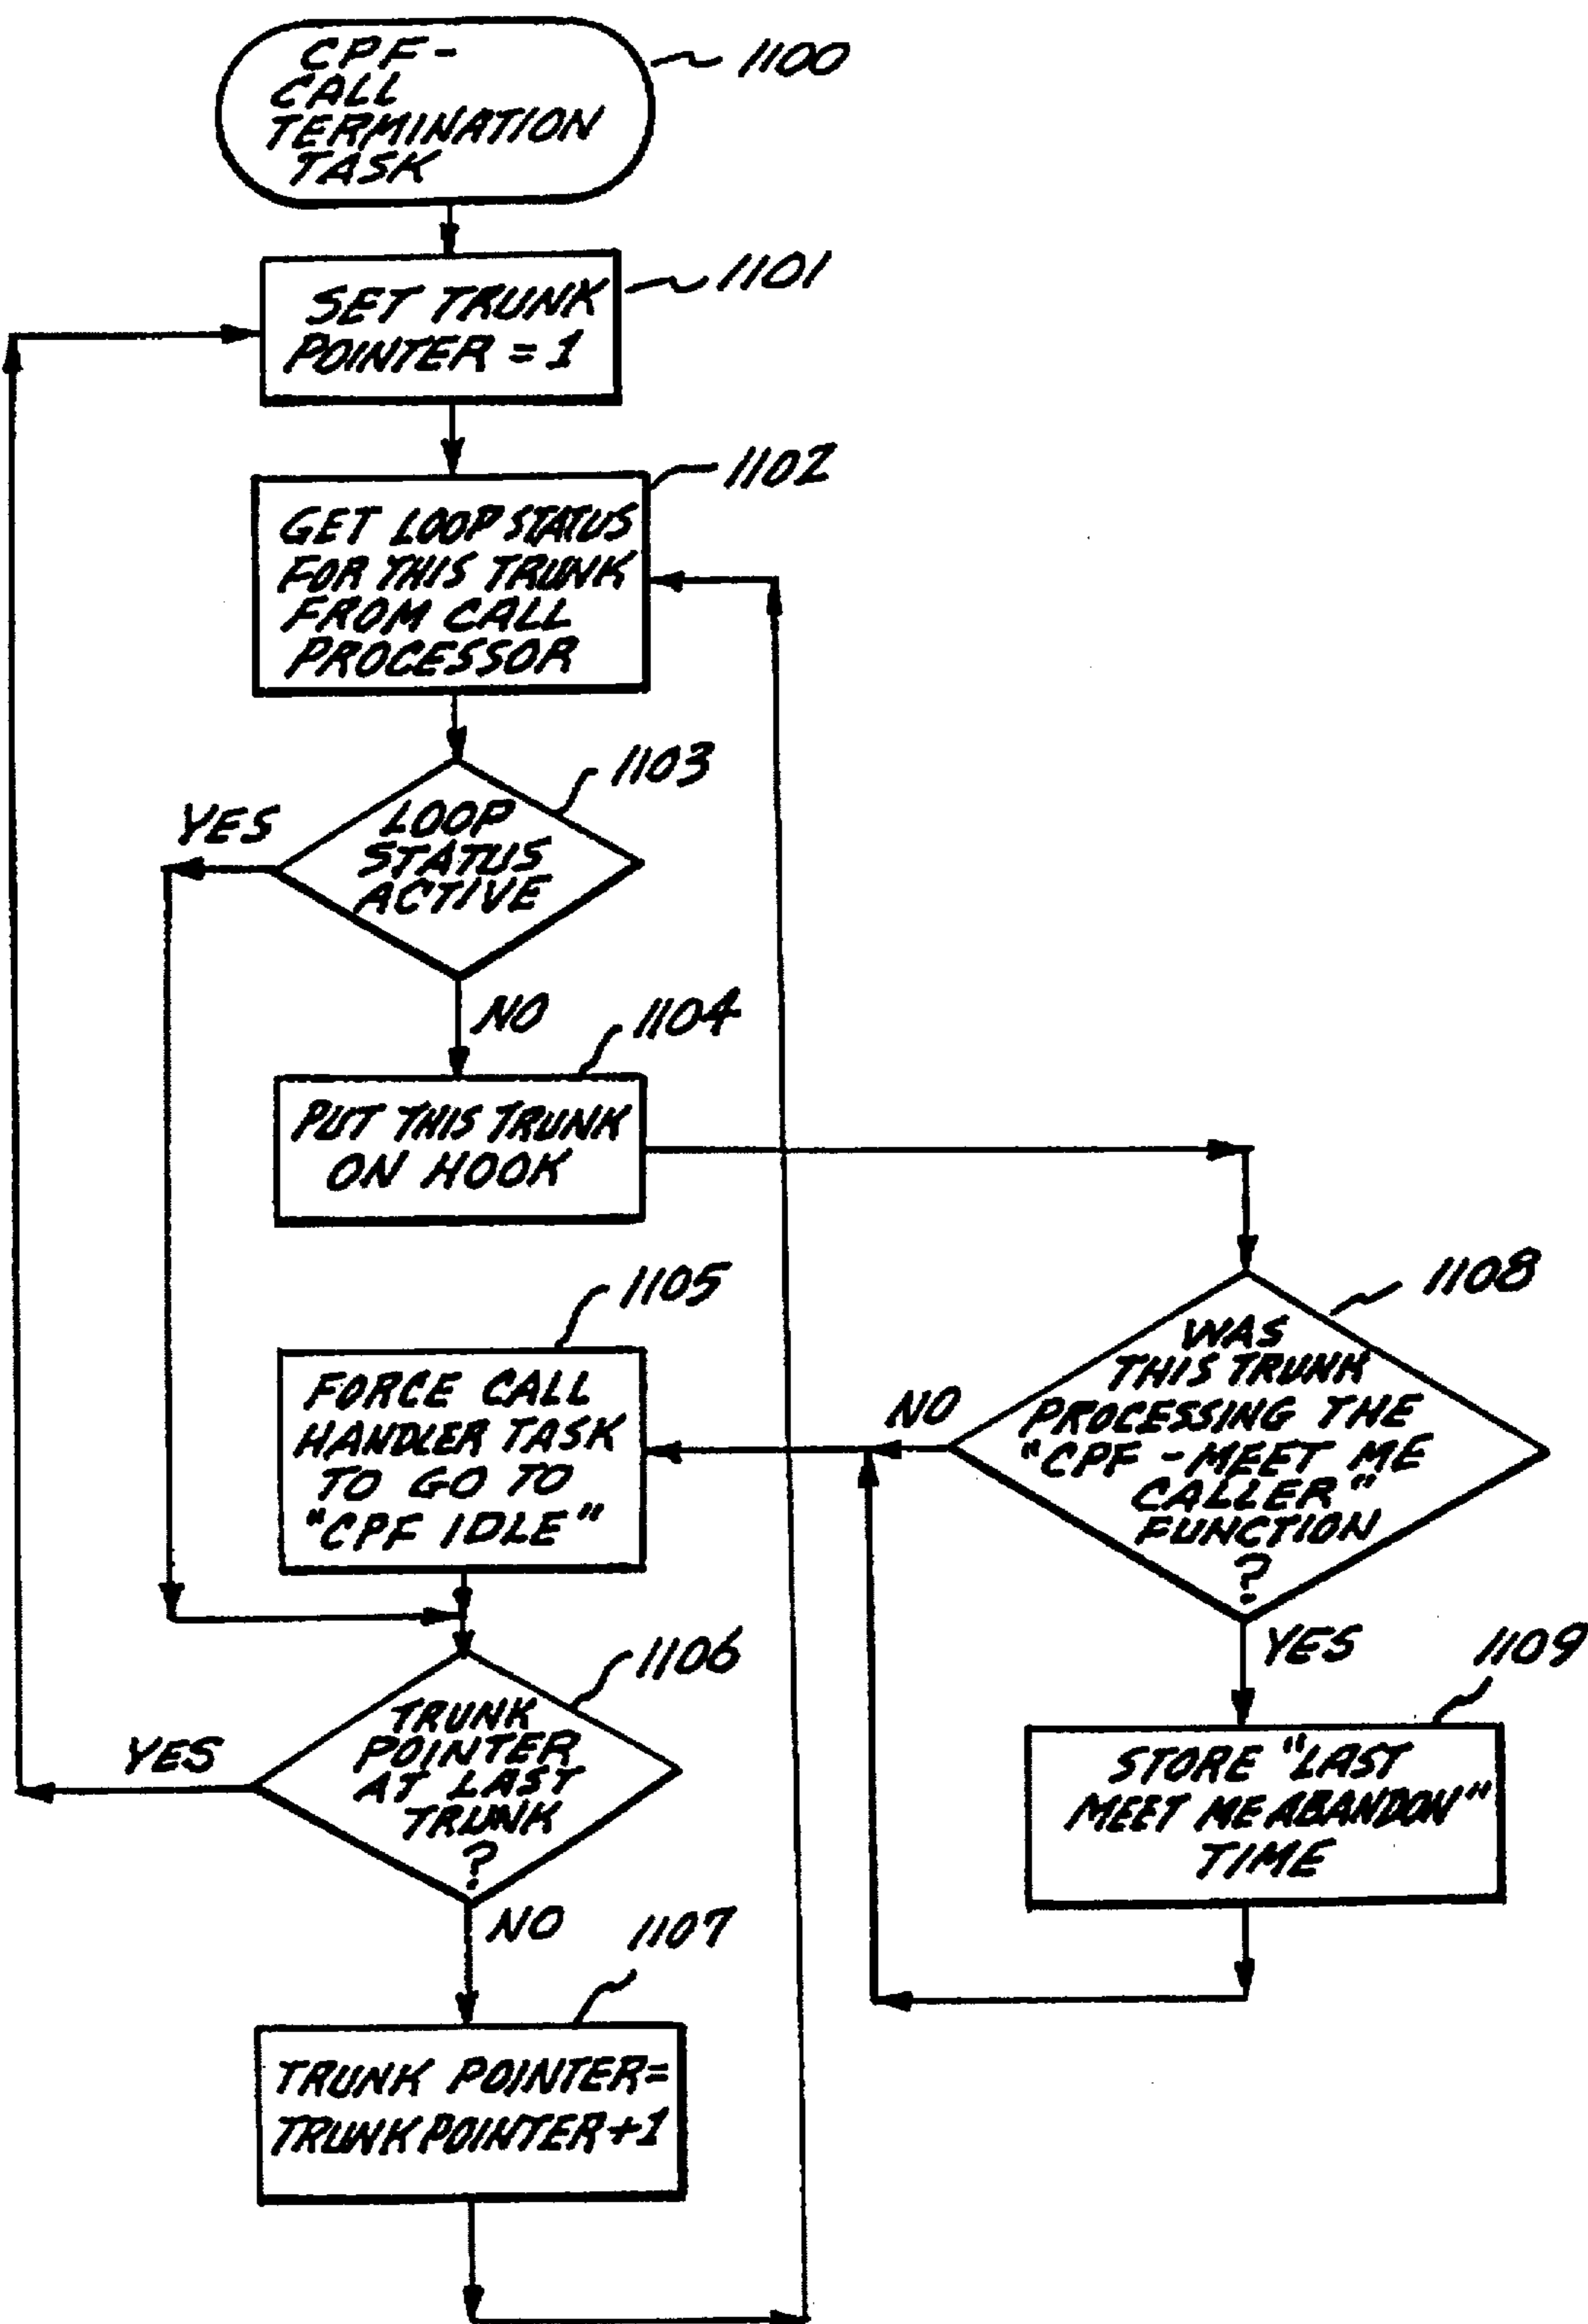 CPF-
CALL
TERMINATION
TASK
1100
SET TRUNK
POINTER = 1
1101
GET LOOP STATUS
FOR THIS TRUNK
FROM CALL
PROCESSOR
1102
LOOP
STATUS
ACTIVE
1103
YES
NO
PUT THIS TRUNK
ON HOOK
1104
FORCE CALL
HANDLER TASK
TO GO TO
"CPF IDLE"
1105
WAS
THIS TRUNK
PROCESSING THE
"CPF - MEET ME
CALLER"
FUNCTION
?
1108
NO
YES
STORE "LAST
MEET ME ABANDON"
TIME
1109
TRUNK
POINTER
AT LAST
TRUNK
?
1106
YES
NO
TRUNK POINTER=
TRUNK POINTER+1
1107